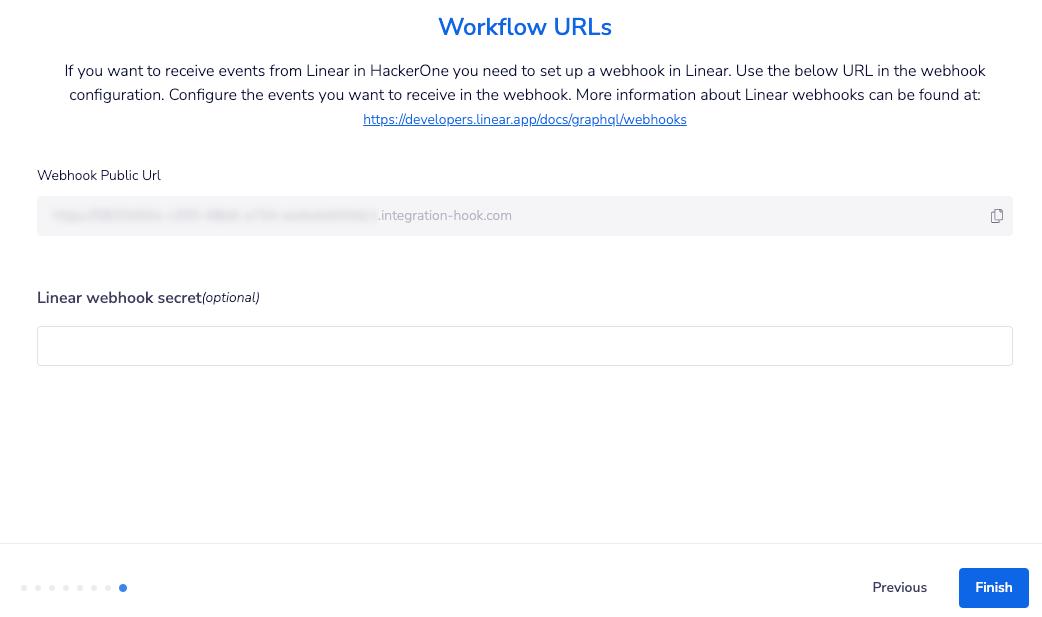 Workflow URLs
If you want to receive events from Linear in HackerOne you need to set up a webhook in Linear. Use the below URL in the webhook
configuration. Configure the events you want to receive in the webhook. More information about Linear webhooks can be found at:
https://developers.linear.app/docs/graphql/webhooks
Webhook Public Url
.integration-hook.com
Linear webhook secret(optional)
Previous
Finish